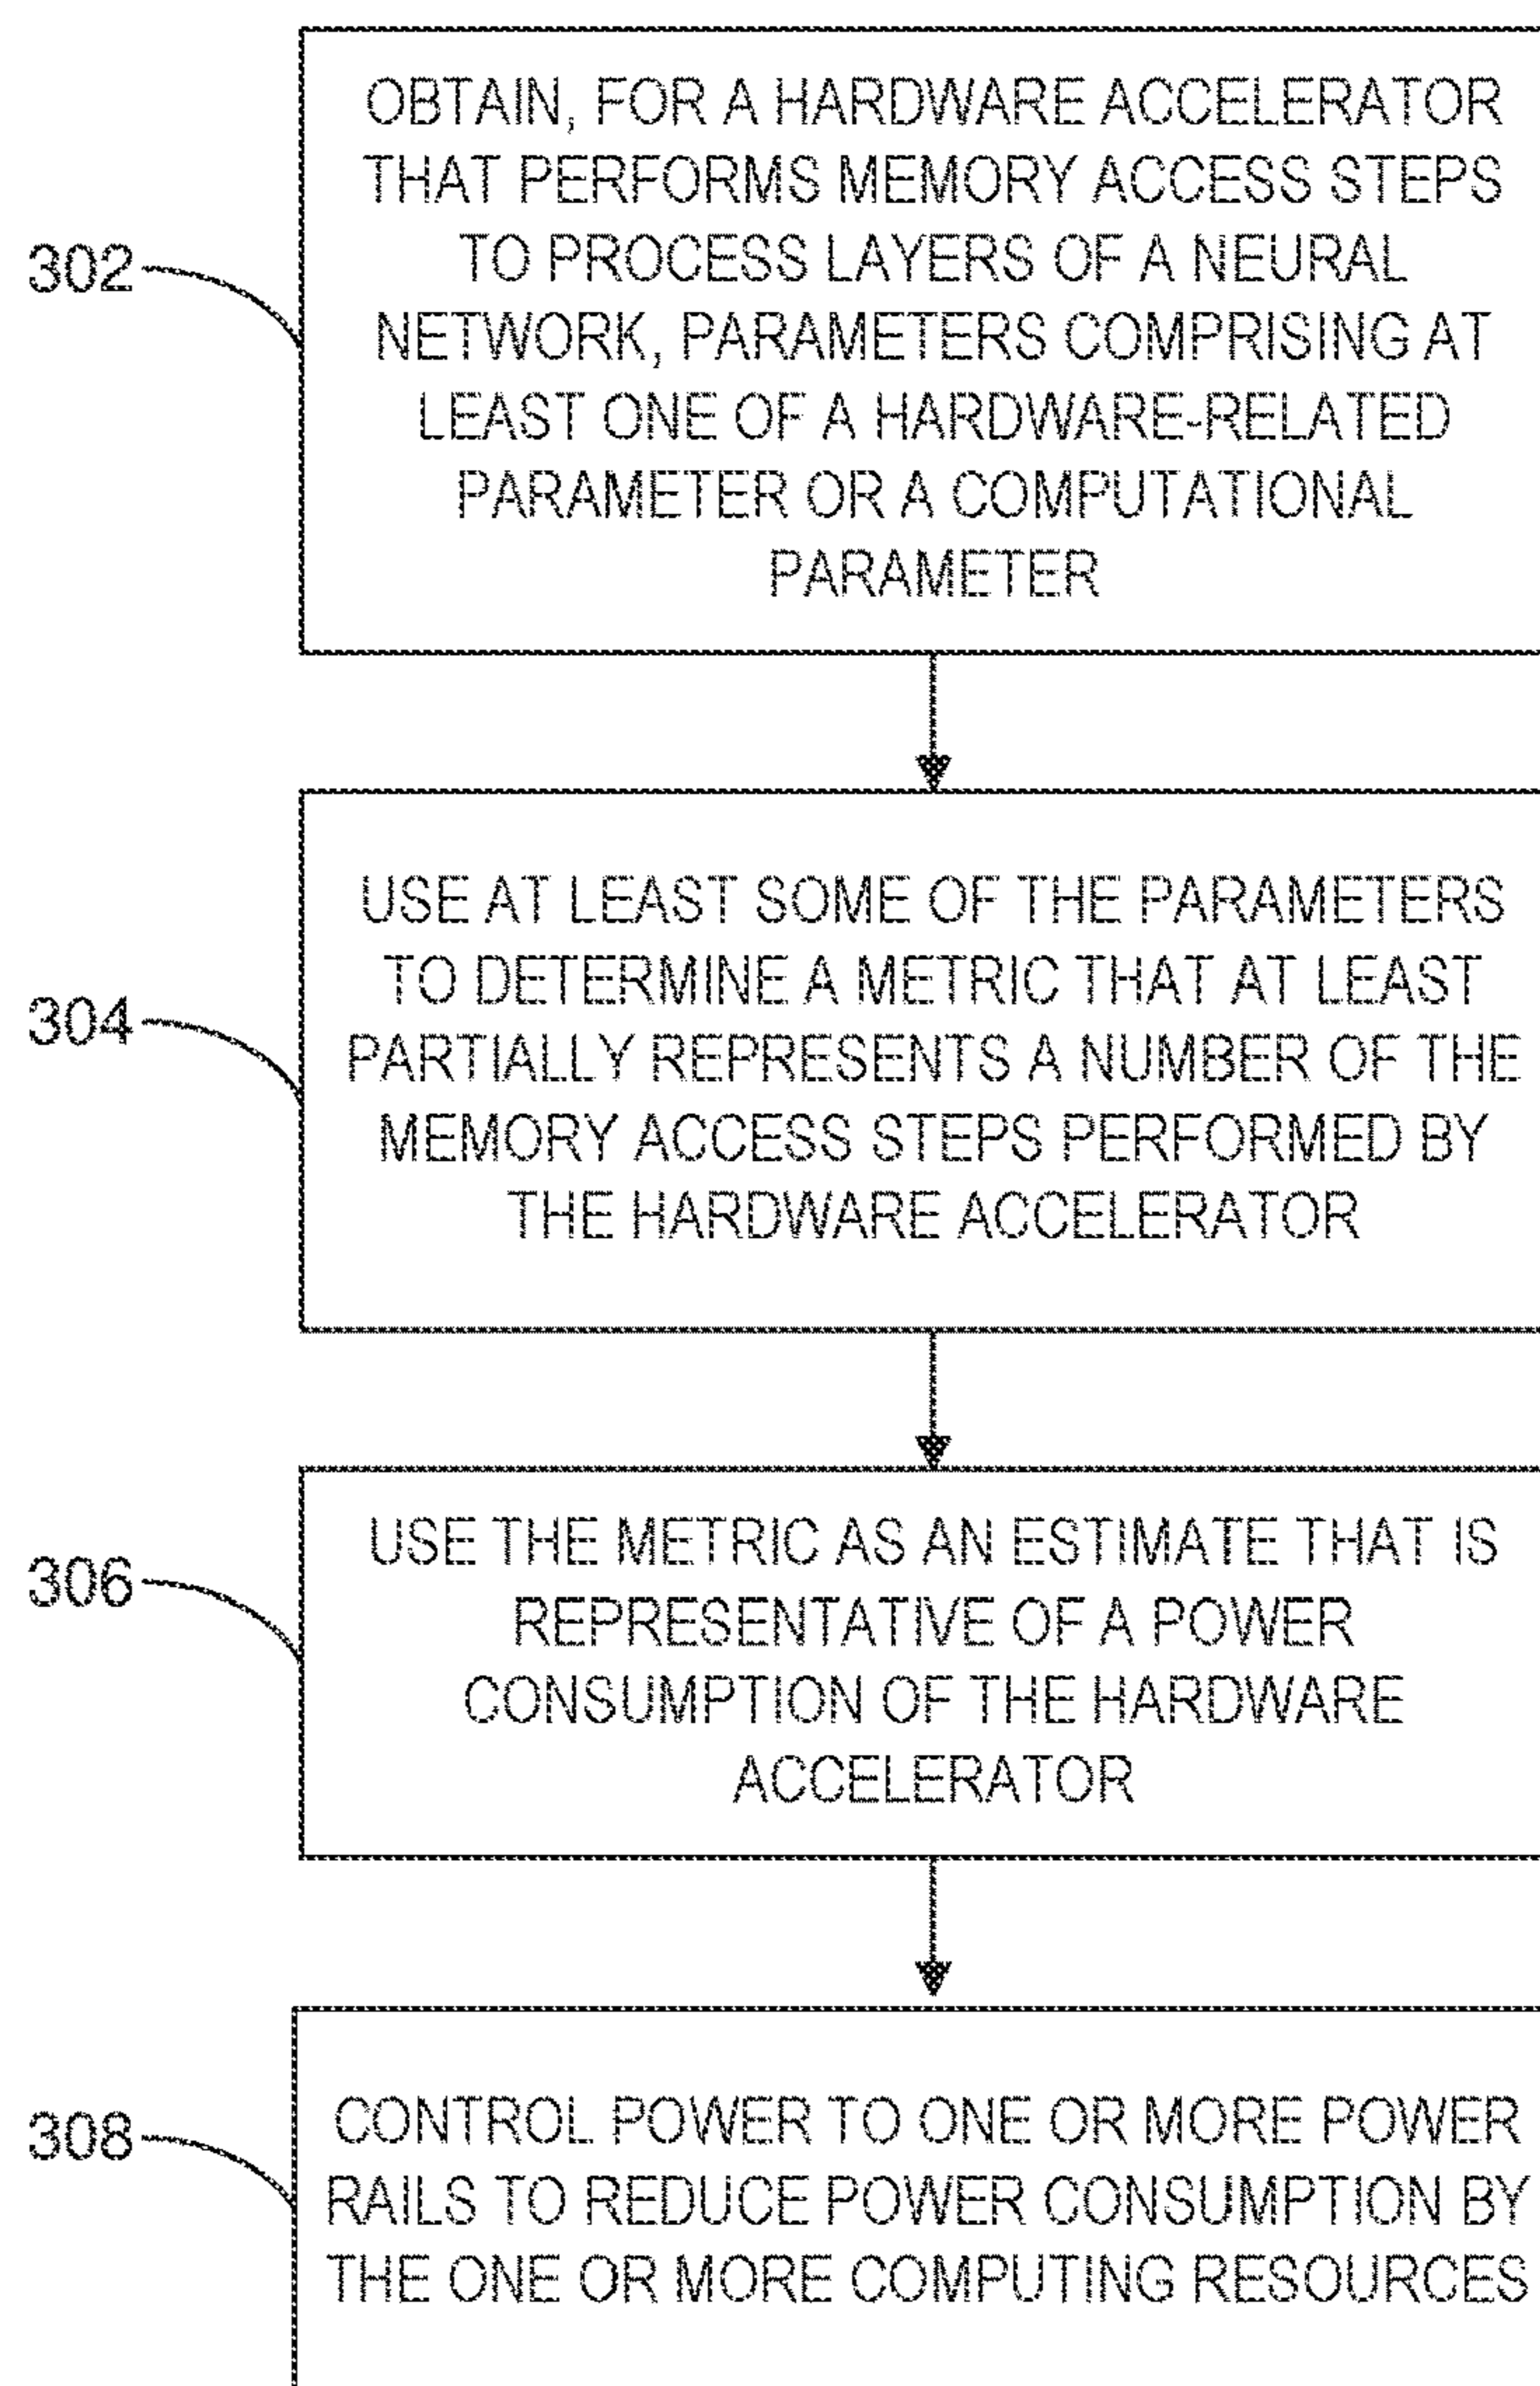 OBTAIN, FOR A HARDWARE ACCELERATOR
THAT PERFORMS MEMORY ACCESS STEPS
TO PROCESS LAYERS OF A NEURAL
NETWORK, PARAMETERS COMPRISING AT
LEAST ONE OF A HARDWARE-RELATED
PARAMETER OR A COMPUTATIONAL
PARAMETER
302
USE AT LEAST SOME OF THE PARAMETERS
TO DETERMINE A METRIC THAT AT LEAST
PARTIALLY REPRESENTS A NUMBER OF THE
MEMORY ACCESS STEPS PERFORMED BY
THE HARDWARE ACCELERATOR
304
USE THE METRIC AS AN ESTIMATE THAT IS
REPRESENTATIVE OF A POWER
CONSUMPTION OF THE HARDWARE
ACCELERATOR
306
CONTROL POWER TO ONE OR MORE POWER
RAILS TO REDUCE POWER CONSUMPTION BY
THE ONE OR MORE COMPUTING RESOURCES
308